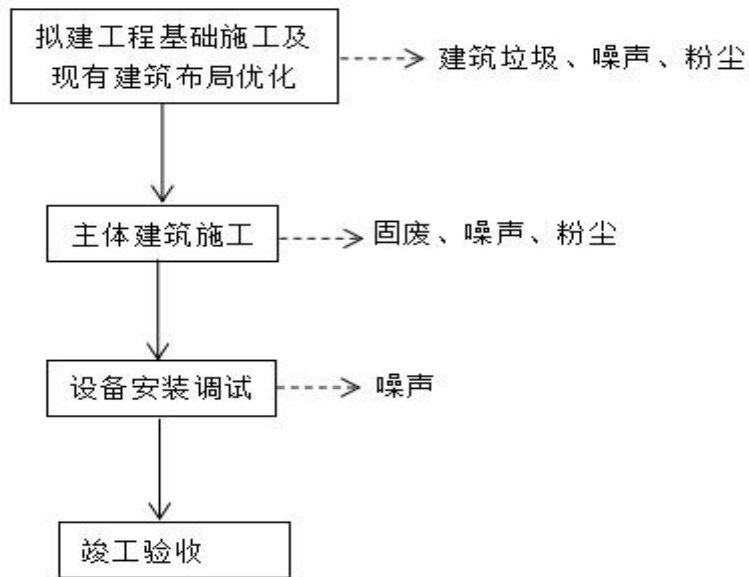 拟建工程基础施工及
现有建筑布局优化
建筑垃圾、噪声、粉尘
主体建筑施工
固废、噪声、粉尘
设备安装调试
噪声
竣工验收